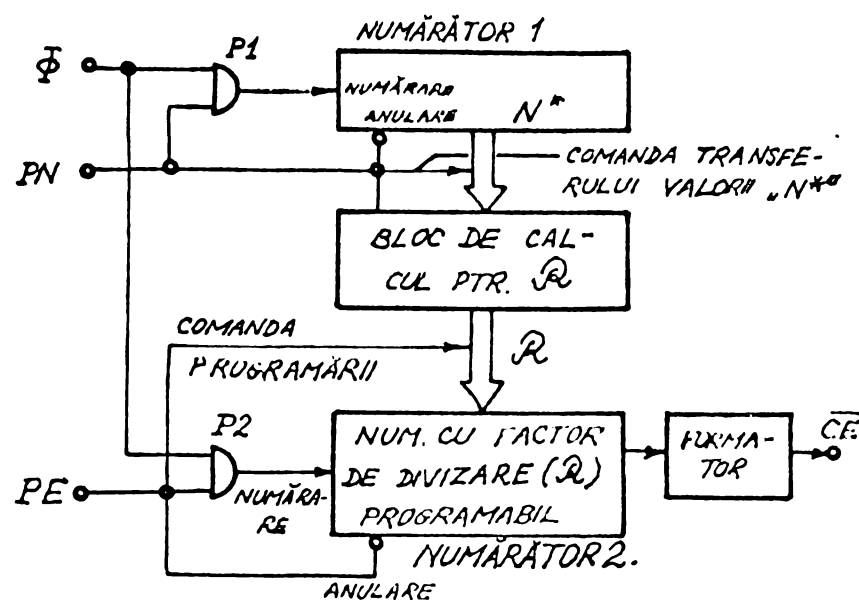 NUMĂRĂTOR 1
Φ
P1
NUMĂRARE
ANULARE
N*
PN
COMANDA TRANSFE-
RULUI VALORII „N*"
BLOC DE CAL-
CUL PTR. R
COMANDA
PROGRAMĂRII
R
P2
NUM. CU FACTOR
DE DIVIZARE (R)
PROGRAMABIL
FORMA-
TOR
C.E.
PE
NUMĂRA-
RE
NUMĂRĂTOR 2.
ANULARE